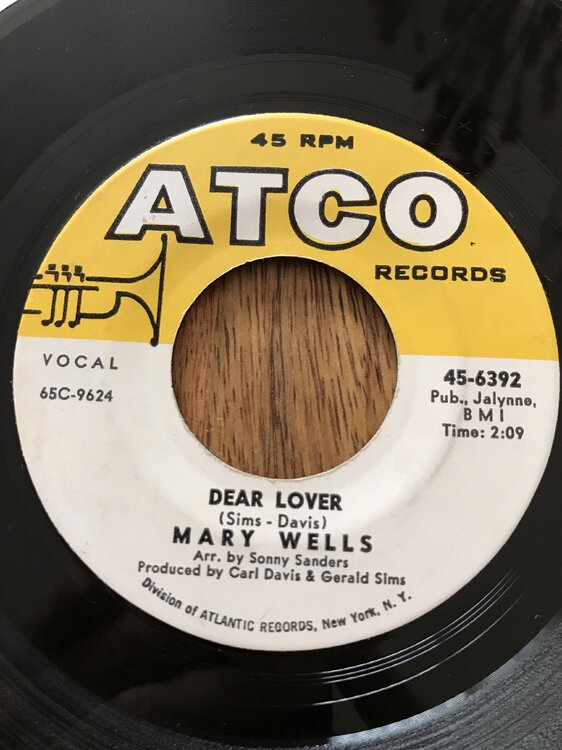 45 RPM
ATCO
RECORDS
VOCAL
65C-9624
45-6392
Pub., Jalynne,
B M I
Time: 2:09
DEAR LOVER
(Sims - Davis)
MARY WELLS
Arr. by Sonny Sanders
Produced by Carl Davis & Gerald Sims
Division of ATLANTIC RECORDS, New York, N. Y.